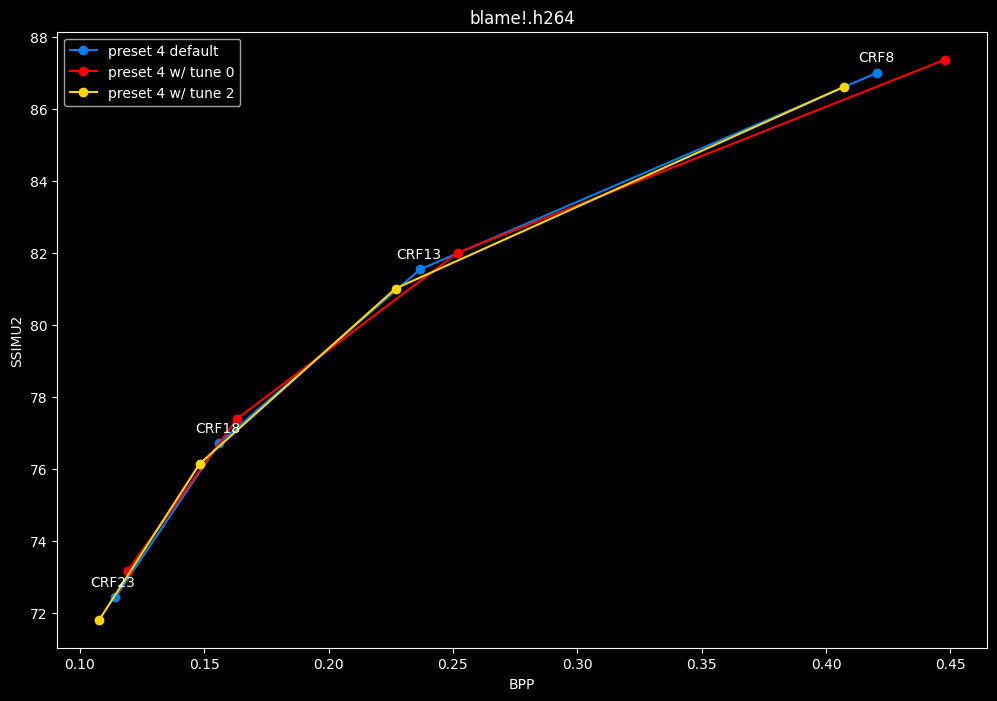 blame!.h264
preset 4 default
preset 4 w/ tune 0
preset 4 w/ tune 2
CRF8
CRF13
CRF18
CRF23
SSIMU2
88
86
84
82
80
78
76
74
72
0.10 0.15 0.20 0.25 0.30 0.35 0.40 0.45
BPP